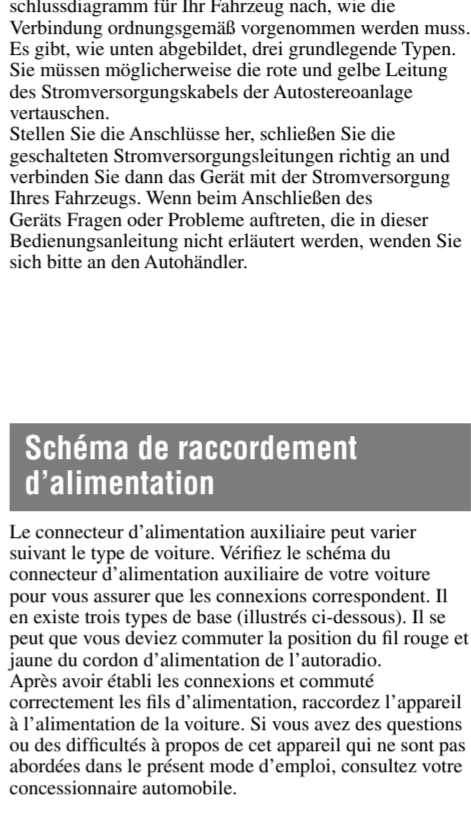 schlussdiagramm für Ihr Fahrzeug nach, wie die
Verbindung ordnungsgemäß vorgenommen werden muss.
Es gibt, wie unten abgebildet, drei grundlegende Typen.
Sie müssen möglicherweise die rote und gelbe Leitung
des Stromversorgungskabels der Autostereoanlage
vertauschen.
Stellen Sie die Anschlüsse her, schließen Sie die
geschalteten Stromversorgungsleitungen richtig an und
verbinden Sie dann das Gerät mit der Stromversorgung
Ihres Fahrzeugs. Wenn beim Anschließen des
Geräts Fragen oder Probleme auftreten, die in dieser
Bedienungsanleitung nicht erläutert werden, wenden Sie
sich bitte an den Autohändler.
Schéma de raccordement
d’alimentation
Le connecteur d’alimentation auxiliaire peut varier
suivant le type de voiture. Vérifiez le schéma du
connecteur d’alimentation auxiliaire de votre voiture
pour vous assurer que les connexions correspondent. Il
en existe trois types de base (illustrés ci-dessous). Il se
peut que vous deviez commuter la position du fil rouge et
jaune du cordon d’alimentation de l’autoradio.
Après avoir établi les connexions et commuté
correctement les fils d’alimentation, raccordez l’appareil
à l’alimentation de la voiture. Si vous avez des questions
ou des difficultés à propos de cet appareil qui ne sont pas
abordées dans le présent mode d’emploi, consultez votre
concessionnaire automobile.